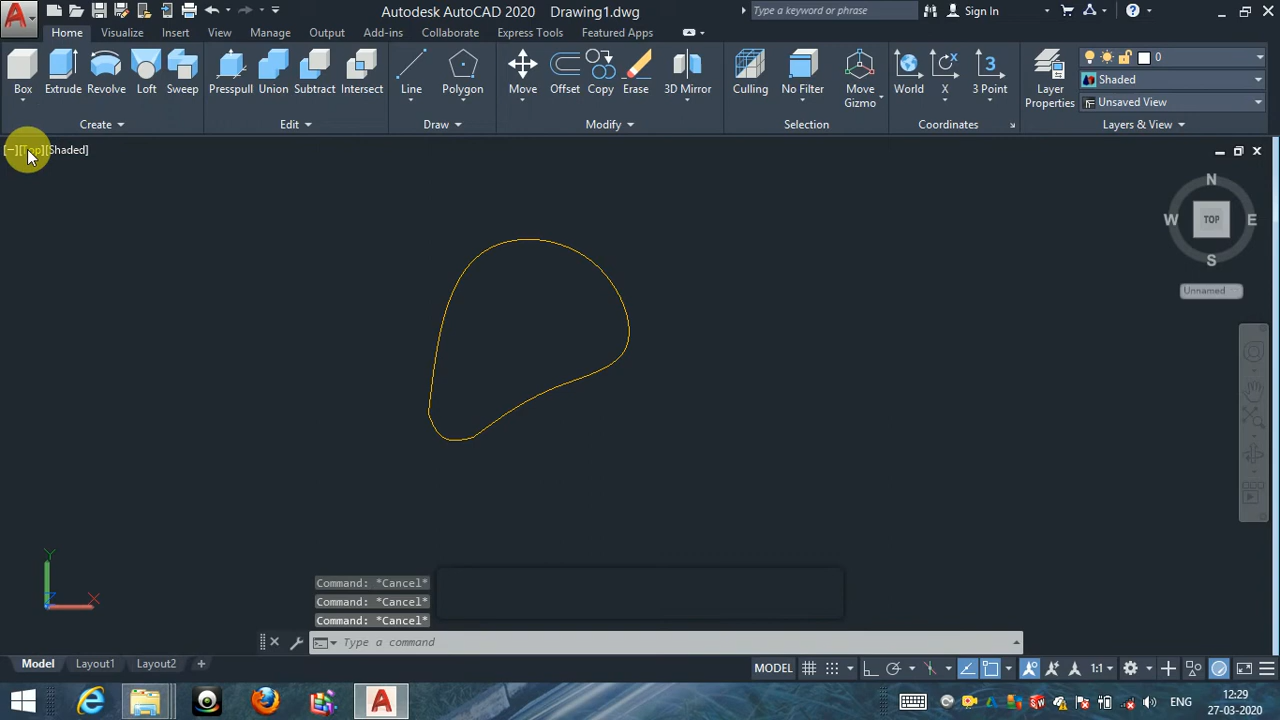 Autodesk AutoCAD 2020 Drawing1.dwg
Type a keyword or phrase
Sign In
Home Visualize Insert View Manage Output Add-ins Collaborate Express Tools Featured Apps
Box Extrude Revolve Loft Sweep Presspull Union Subtract Intersect Line Polygon Move Offset Copy Erase 3D Mirror Culling No Filter Move Gizmo World X 3 Point Layer Properties
0
Shaded
Unsaved View
Create Edit Draw Modify Selection Coordinates Layers & View
[−][Top][Shaded]
N
W TOP E
S
Unnamed
Y
X
Command: *Cancel*
Command: *Cancel*
Command: *Cancel*
Type a command
Model Layout1 Layout2 +
MODEL 1:1
ENG
12:29
27-03-2020